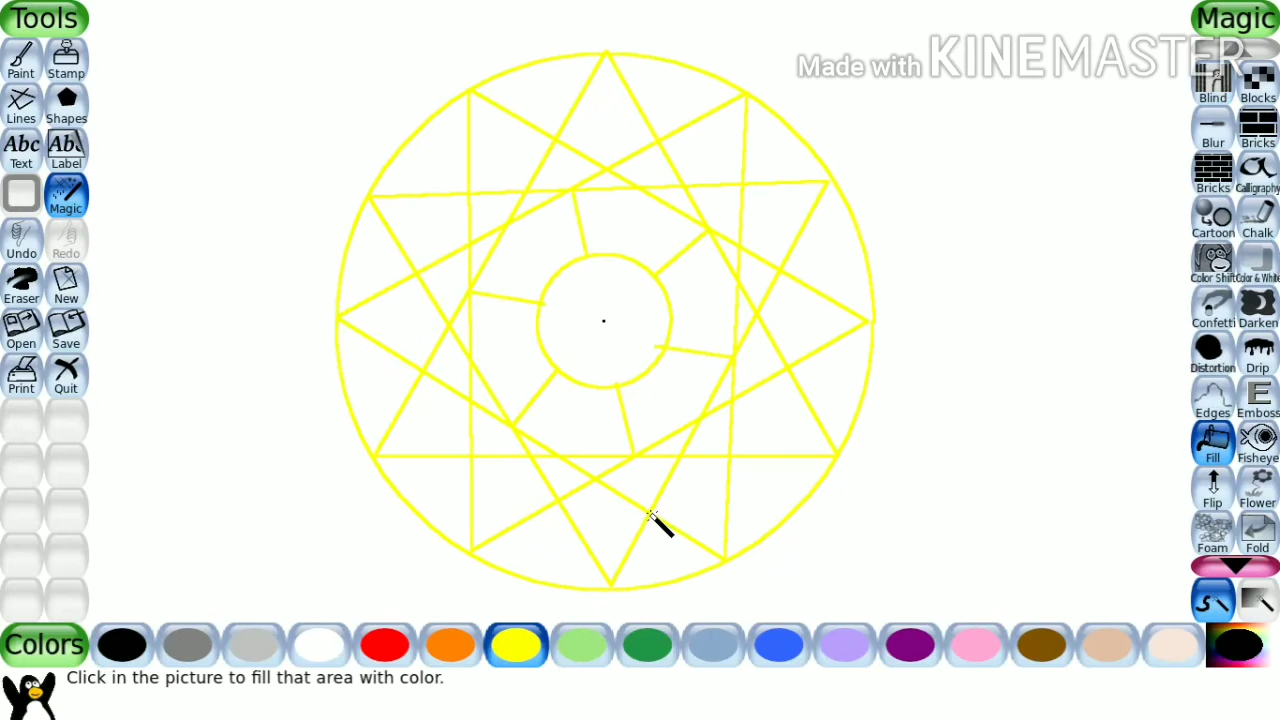 Tools
Magic
Made with KINEMASTER
Paint
Stamp
Blind
Blocks
Lines
Shapes
Blur
Bricks
Abc
Abc
Text
Label
Bricks
Calligraphy
Magic
Cartoon
Chalk
Undo
Redo
Color Shift
Color & White
Eraser
New
Confetti
Darken
Open
Save
Distortion
Drip
Print
Quit
Edges
E
Emboss
Fill
Fisheye
Flip
Flower
Foam
Fold
Colors
Click in the picture to fill that area with color.